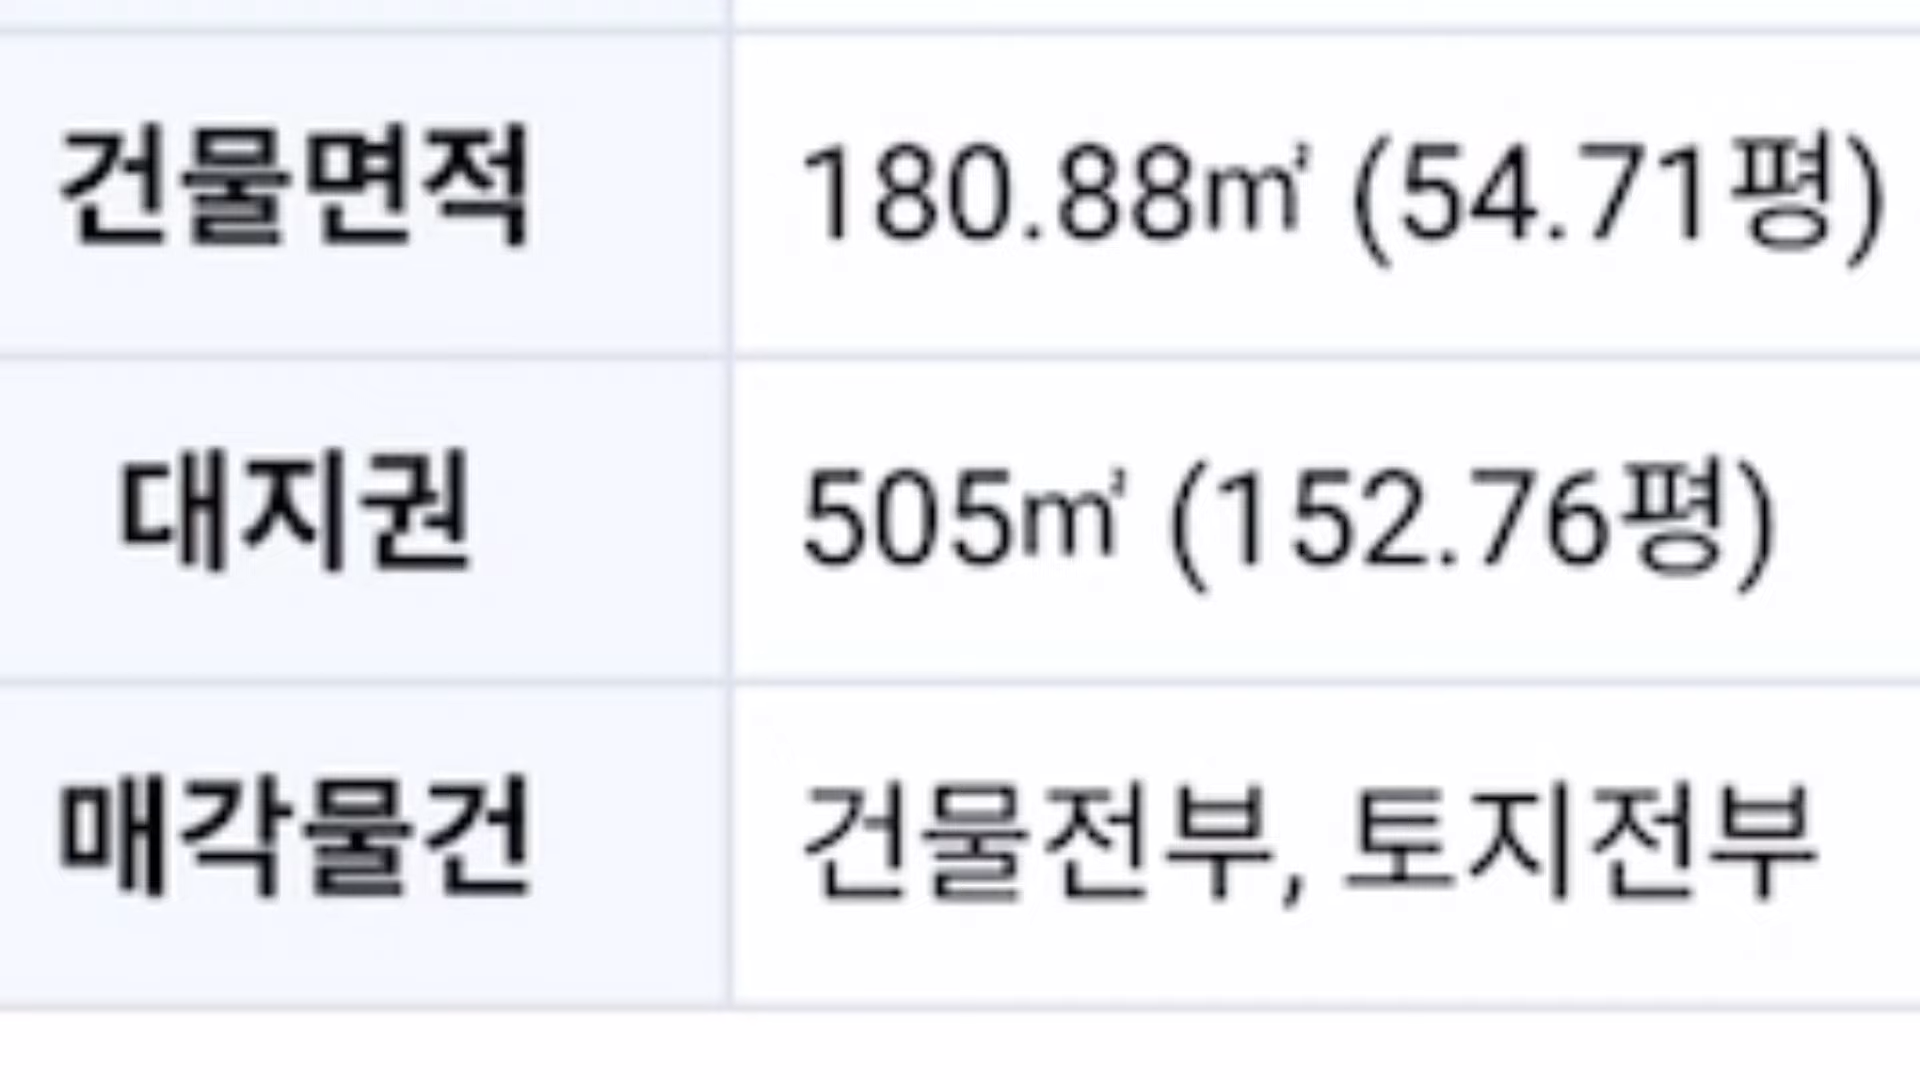 건물면적 180.88㎡ (54.71평)
대지권 505㎡ (152.76평)
매각물건 건물전부, 토지전부